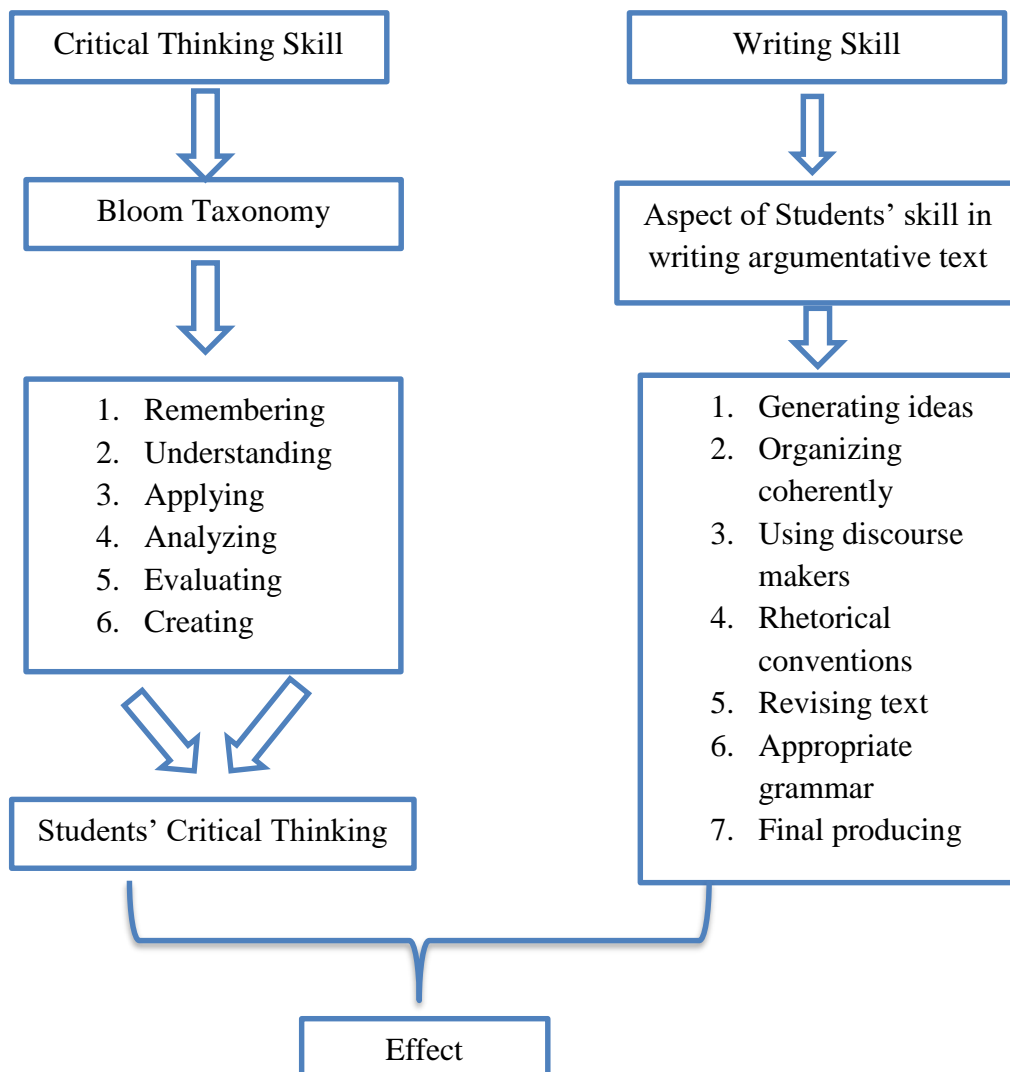 Critical Thinking Skill
Bloom Taxonomy
1. Remembering
2. Understanding
3. Applying
4. Analyzing
5. Evaluating
6. Creating
Students’ Critical Thinking
Writing Skill
Aspect of Students’ skill in
writing argumentative text
1. Generating ideas
2. Organizing
coherently
3. Using discourse
makers
4. Rhetorical
conventions
5. Revising text
6. Appropriate
grammar
7. Final producing
Effect